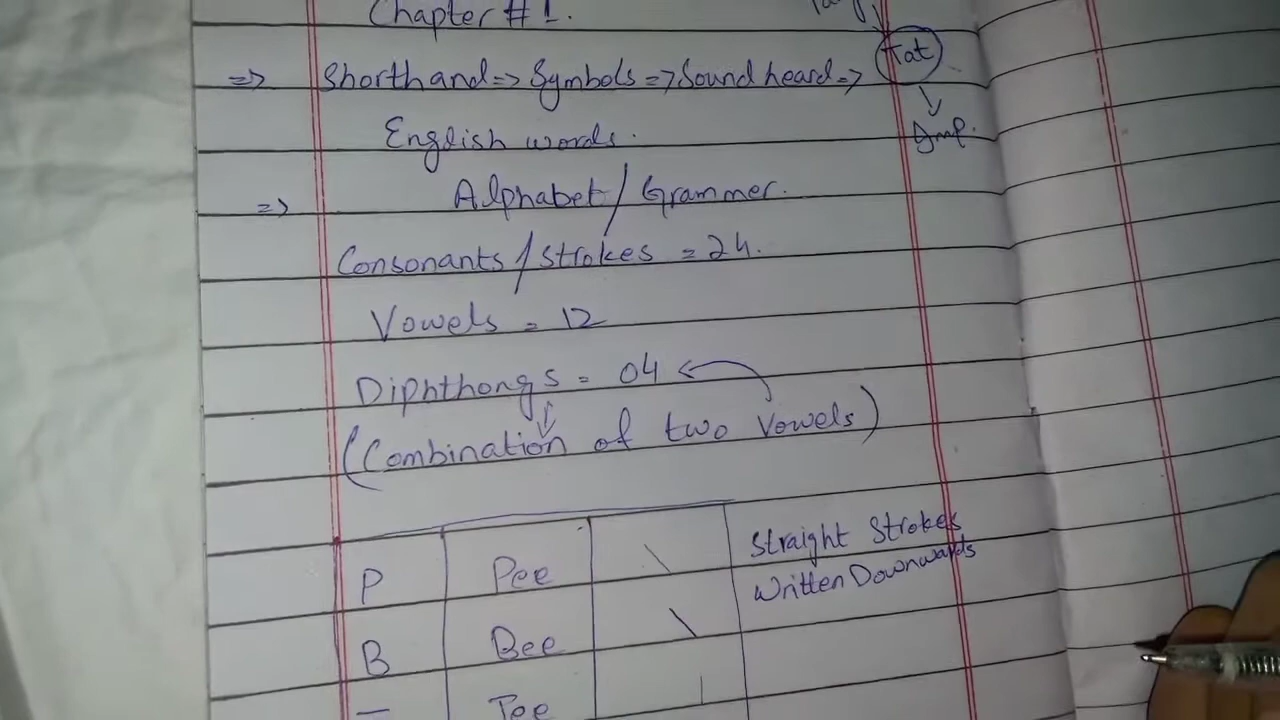 Chapter # 1.
=> Shorthand => Symbols => Sound heard => Fat
Imp.
English words.
=> Alphabet / Grammer.
Consonants / Strokes = 24.
Vowels = 12
Diphthongs = 04
(Combination of two vowels)
P Pee \ Straight Strokes
Written Downwards
B Bee \
Tee |